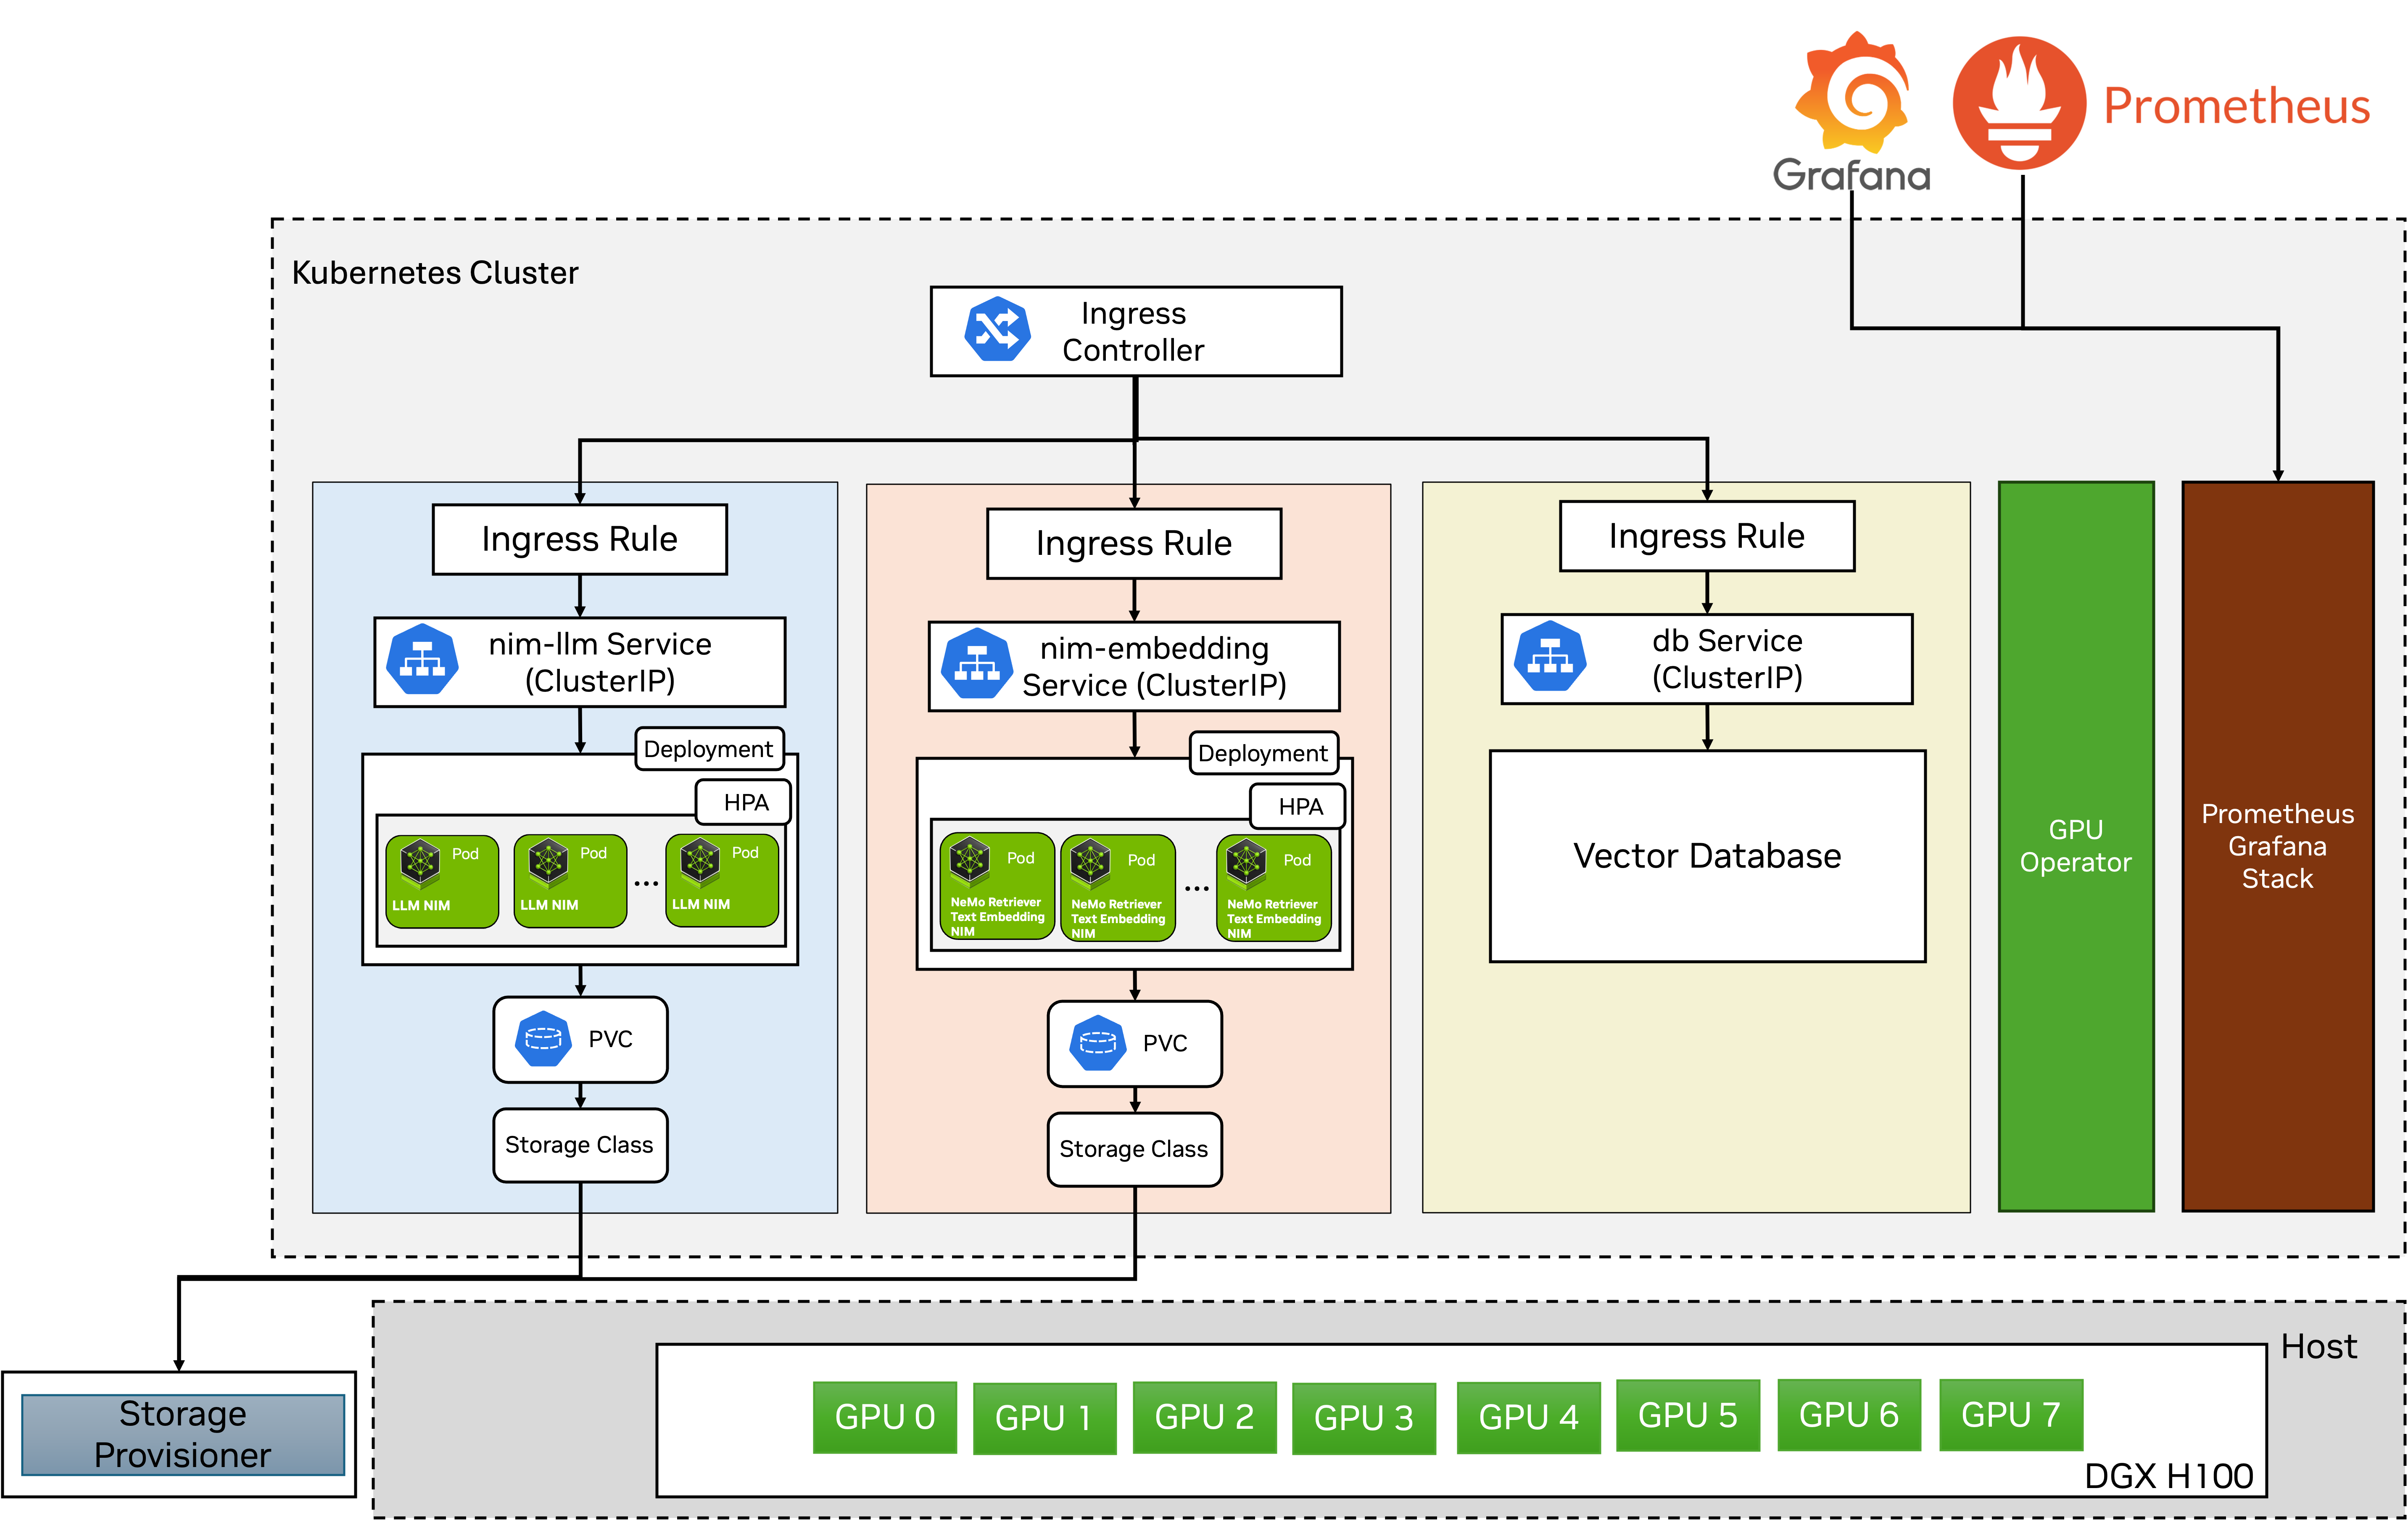 Grafana
Prometheus
Kubernetes Cluster
Ingress
Controller
Ingress Rule
nim-llm Service
(ClusterIP)
Deployment
HPA
Pod
LLM NIM
Pod
LLM NIM
...
Pod
LLM NIM
PVC
Storage Class
Ingress Rule
nim-embedding
Service (ClusterIP)
Deployment
HPA
Pod
NeMo Retriever
Text Embedding
NIM
Pod
NeMo Retriever
Text Embedding
NIM
...
Pod
NeMo Retriever
Text Embedding
NIM
PVC
Storage Class
Ingress Rule
db Service
(ClusterIP)
Vector Database
GPU
Operator
Prometheus
Grafana
Stack
Storage
Provisioner
Host
GPU 0
GPU 1
GPU 2
GPU 3
GPU 4
GPU 5
GPU 6
GPU 7
DGX H100